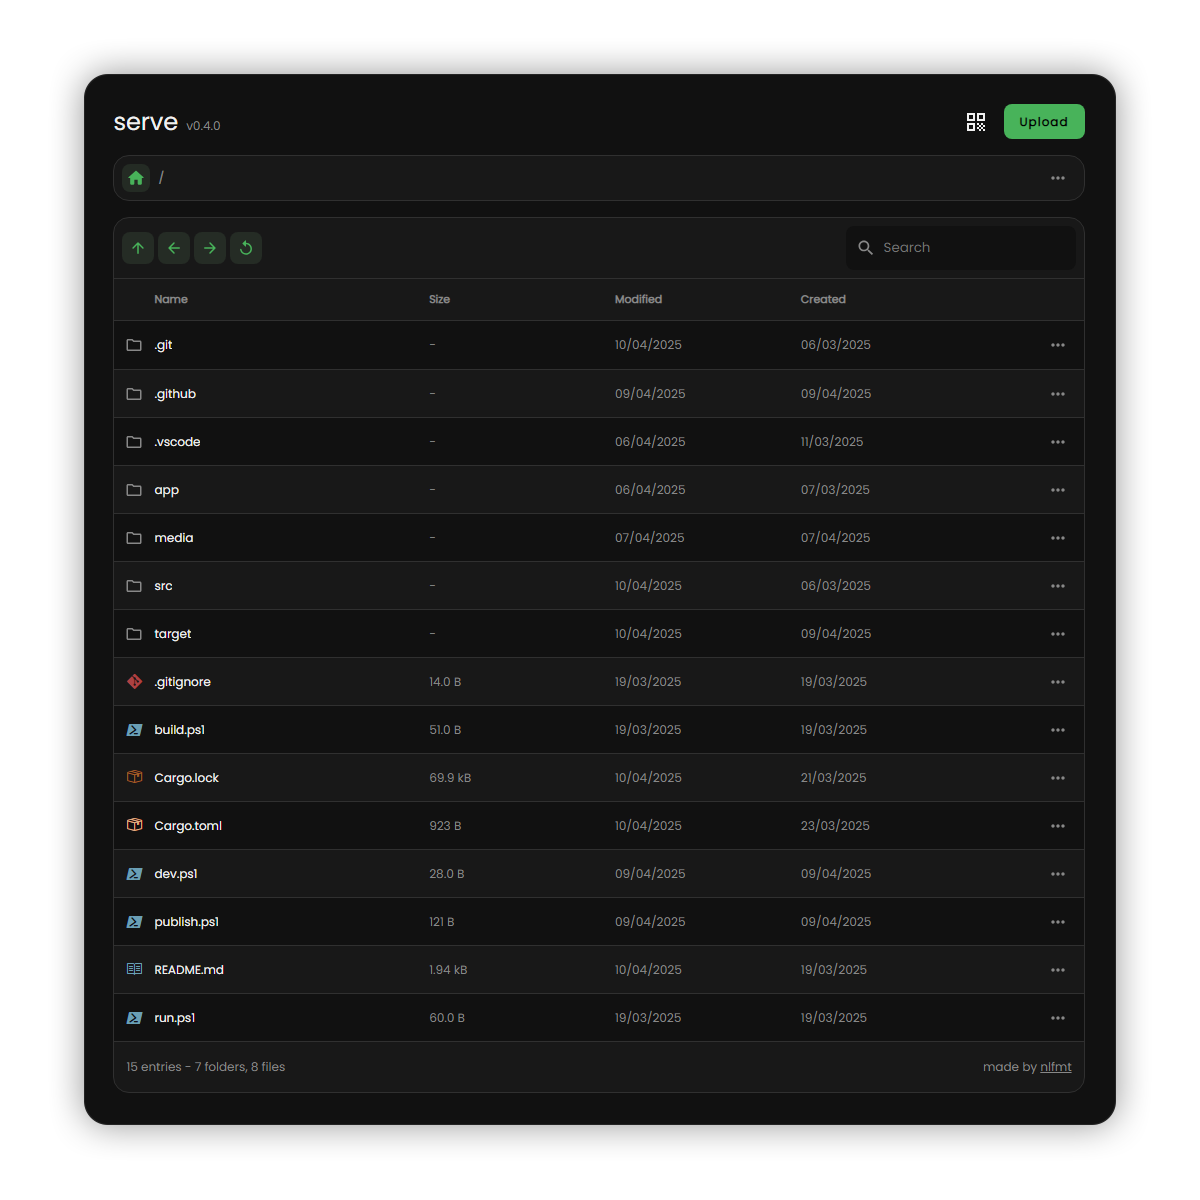 serve v0.4.0 Upload
/
Search
Name Size Modified Created
.git - 10/04/2025 06/03/2025
.github - 09/04/2025 09/04/2025
.vscode - 06/04/2025 11/03/2025
app - 06/04/2025 07/03/2025
media - 07/04/2025 07/04/2025
src - 10/04/2025 06/03/2025
target - 10/04/2025 09/04/2025
.gitignore 14.0 B 19/03/2025 19/03/2025
build.ps1 51.0 B 19/03/2025 19/03/2025
Cargo.lock 69.9 kB 10/04/2025 21/03/2025
Cargo.toml 923 B 10/04/2025 23/03/2025
dev.ps1 28.0 B 09/04/2025 09/04/2025
publish.ps1 121 B 09/04/2025 09/04/2025
README.md 1.94 kB 10/04/2025 19/03/2025
run.ps1 60.0 B 19/03/2025 19/03/2025
15 entries - 7 folders, 8 files made by nlfmt